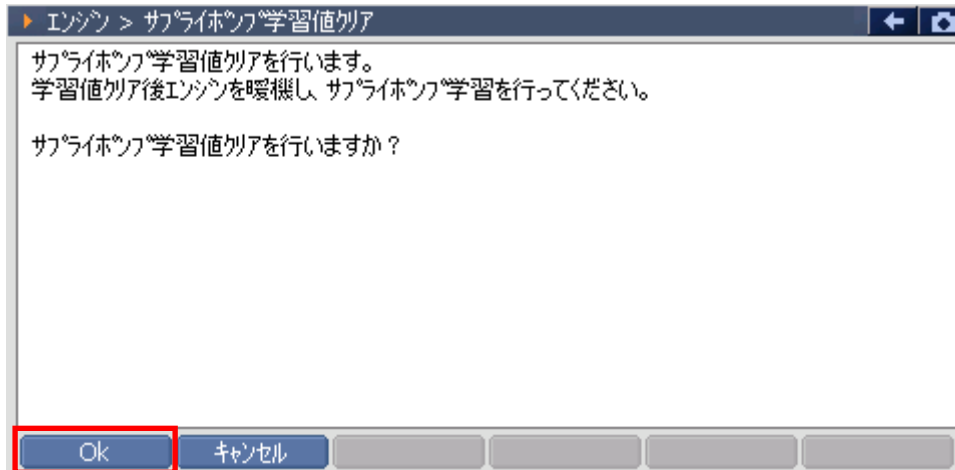 エンジン > サプライポンプ学習値クリア
サプライポンプ学習値クリアを行います。
学習値クリア後エンジンを暖機し、サプライポンプ学習を行ってください。
サプライポンプ学習値クリアを行いますか？
Ok
キャンセル